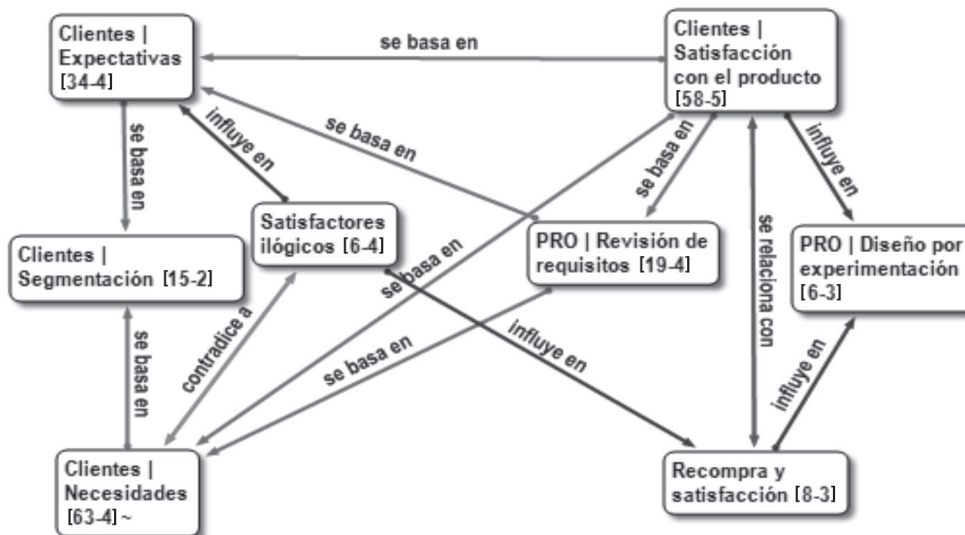 Clientes |
Expectativas
[34-4]
se basa en
Clientes |
Satisfacción
con el producto
[58-5]
influye en
se basa en
se basa en
influye en
se basa en
Clientes |
Segmentación [15-2]
Satisfactores
ilógicos [6-4]
PRO | Revisión de
requisitos [19-4]
PRO | Diseño por
experimentación
[6-3]
se basa en
se relaciona con
contradice a
influye en
se basa en
se basa en
influye en
Clientes |
Necesidades
[63-4] ~
Recompra y
satisfacción [8-3]